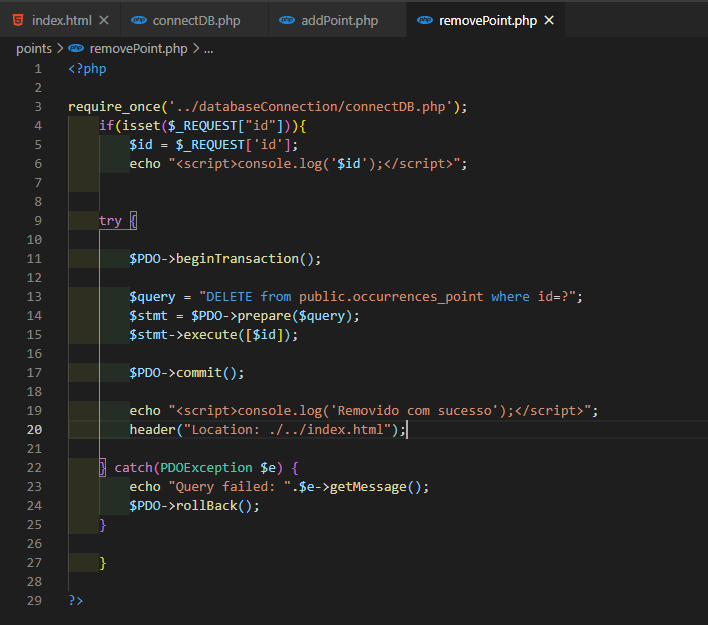 index.html
connectDB.php
addPoint.php
removePoint.php
points > removePoint.php > ...
1 <?php
2
3 require_once('../databaseConnection/connectDB.php');
4 if(isset($_REQUEST["id"])){
5 $id = $_REQUEST['id'];
6 echo "<script>console.log('$id');</script>";
7
8
9 try {
10
11 $PDO->beginTransaction();
12
13 $query = "DELETE from public.occurrences_point where id=?";
14 $stmt = $PDO->prepare($query);
15 $stmt->execute([$id]);
16
17 $PDO->commit();
18
19 echo "<script>console.log('Removido com sucesso');</script>";
20 header("Location: ./../index.html");
21
22 } catch(PDOException $e) {
23 echo "Query failed: ".$e->getMessage();
24 $PDO->rollBack();
25 }
26
27 }
28
29 ?>